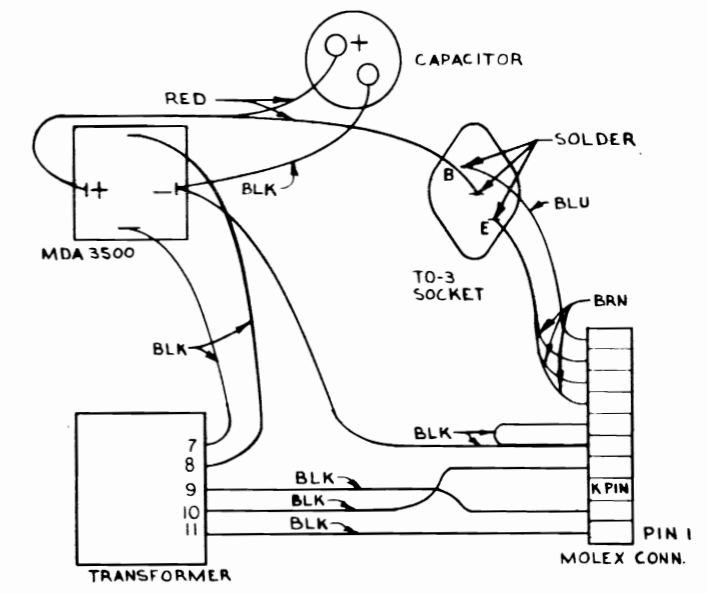 +
CAPACITOR
RED
SOLDER
B
+ −
BLK
BLU
E
MDA 3500
TO-3
SOCKET
BRN
BLK
BLK
7
8
BLK
9
K PIN
BLK
10
BLK
11
PIN 1
MOLEX CONN.
TRANSFORMER